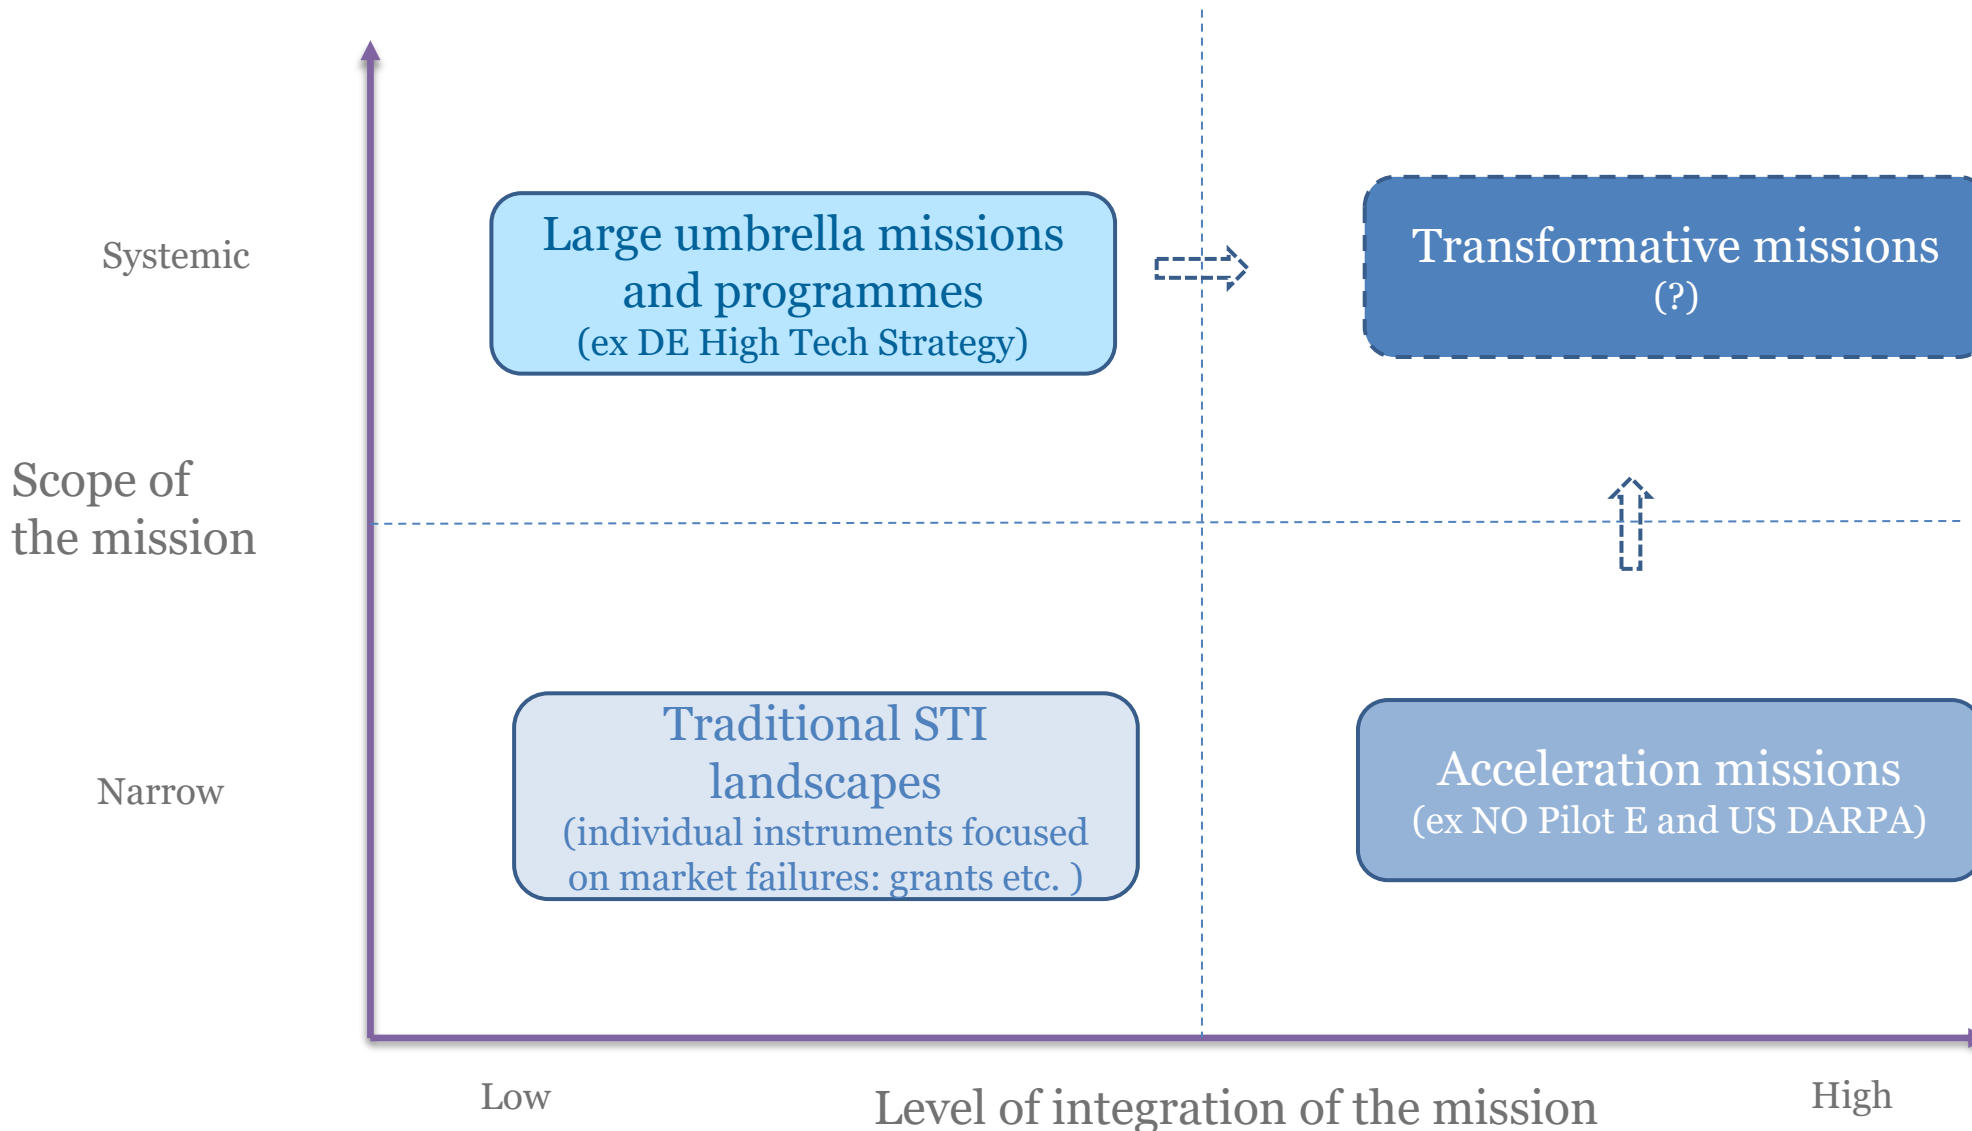 Large umbrella missions
and programmes
(ex DE High Tech Strategy)
Transformative missions
(?)
Systemic
Scope of
the mission
Traditional STI
landscapes
(individual instruments focused
on market failures: grants etc. )
Acceleration missions
(ex NO Pilot E and US DARPA)
Narrow
Low
Level of integration of the mission
High